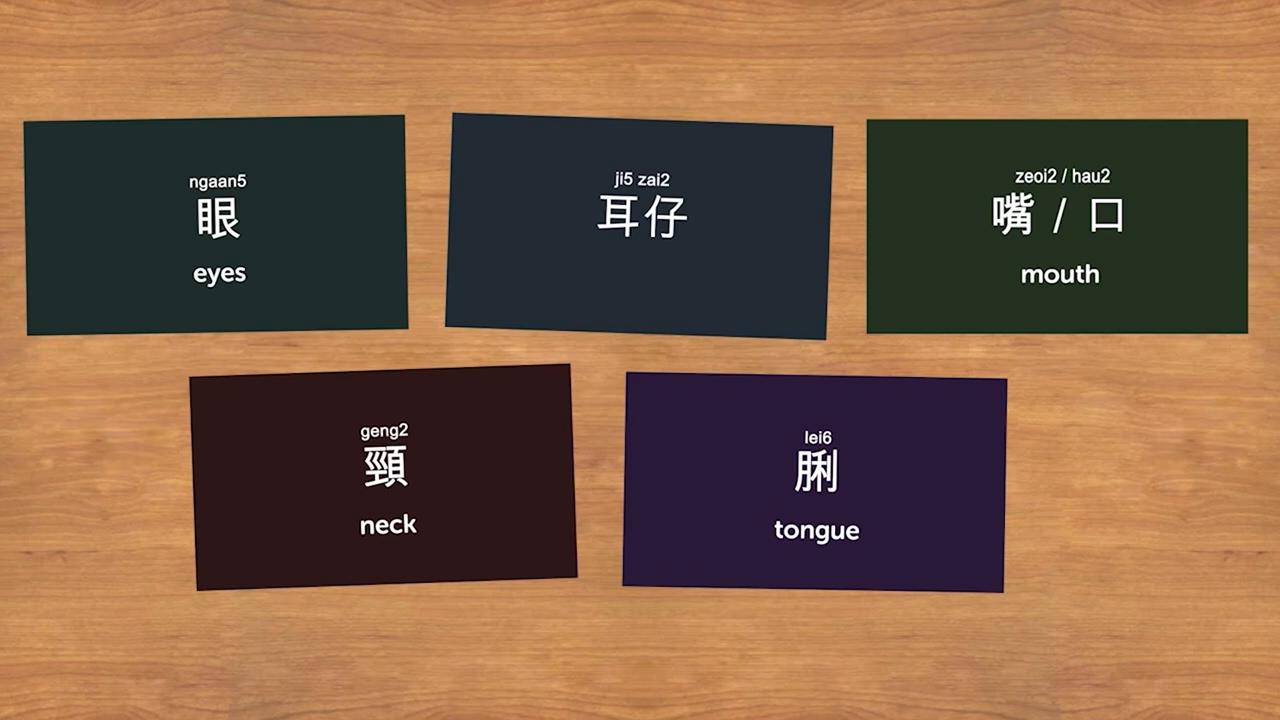 ngaan5
眼
eyes
ji5 zai2
耳仔
zeoi2 / hau2
嘴 / 口
mouth
geng2
頸
neck
lei6
脷
tongue